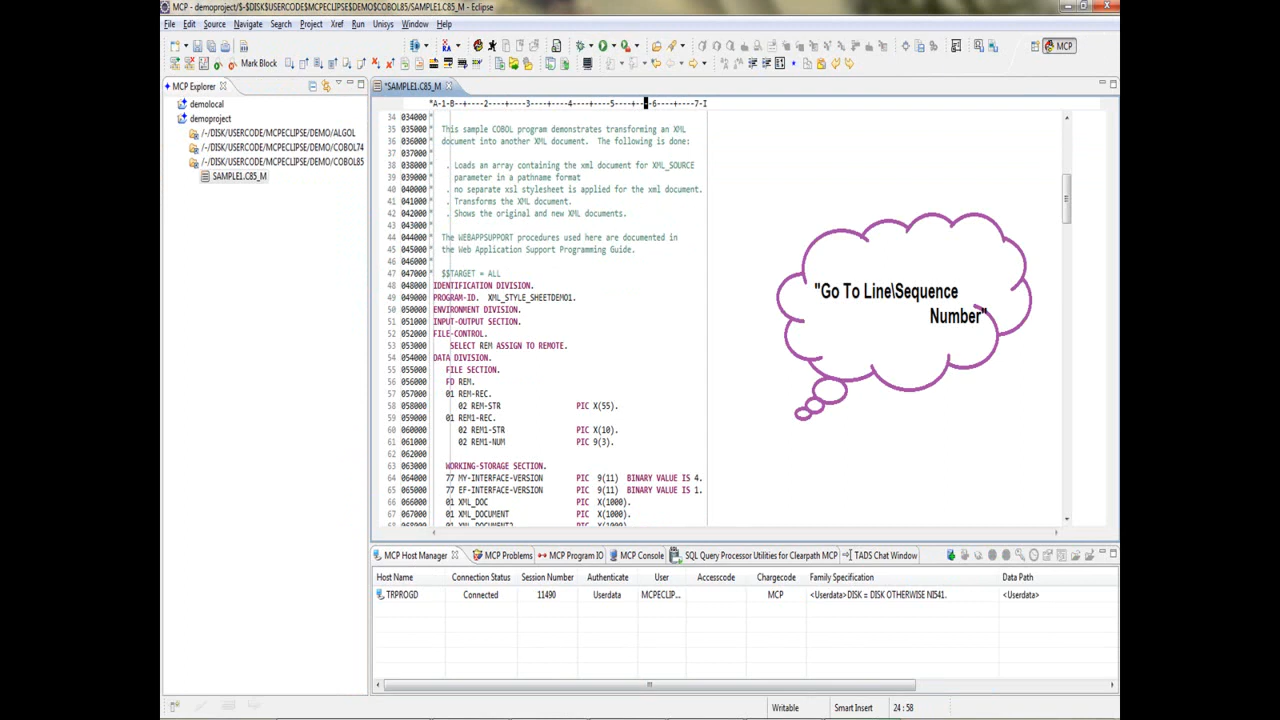 MCP - demoproject/$-$DISK$USERCODE$MCPECLIPSE$DEMO$COBOL85/SAMPLE1.C85_M - Eclipse
File Edit Source Navigate Search Project Xref Run Unisys Window Help
MCP
Mark Block
MCP Explorer
*SAMPLE1.C85_M
demolocal
demoproject
/-/DISK/USERCODE/MCPECLIPSE/DEMO/ALGOL
/-/DISK/USERCODE/MCPECLIPSE/DEMO/COBOL74
/-/DISK/USERCODE/MCPECLIPSE/DEMO/COBOL85
SAMPLE1.C85_M
34 034000*
35 035000* This sample COBOL program demonstrates transforming an XML
36 036000* document into another XML document. The following is done:
37 037000*
38 038000* . Loads an array containing the xml document for XML_SOURCE
39 039000* parameter in a pathname format
40 040000* . no separate xsl stylesheet is applied for the xml document.
41 041000* . Transforms the XML document.
42 042000* . Shows the original and new XML documents.
43 043000*
44 044000* The WEBAPPSUPPORT procedures used here are documented in
45 045000* the Web Application Support Programming Guide.
46 046000*
47 047000* $$TARGET = ALL
48 048000 IDENTIFICATION DIVISION.
49 049000 PROGRAM-ID. XML_STYLE_SHEETDEMO1.
50 050000 ENVIRONMENT DIVISION.
51 051000 INPUT-OUTPUT SECTION.
52 052000 FILE-CONTROL.
53 053000 SELECT REM ASSIGN TO REMOTE.
54 054000 DATA DIVISION.
55 055000 FILE SECTION.
56 056000 FD REM.
57 057000 01 REM-REC.
58 058000 02 REM-STR PIC X(55).
59 059000 01 REM1-REC.
60 060000 02 REM1-STR PIC X(10).
61 061000 02 REM1-NUM PIC 9(3).
62 062000
63 063000 WORKING-STORAGE SECTION.
64 064000 77 MY-INTERFACE-VERSION PIC 9(11) BINARY VALUE IS 4.
65 065000 77 EF-INTERFACE-VERSION PIC 9(11) BINARY VALUE IS 1.
66 066000 01 XML_DOC PIC X(1000).
67 067000 01 XML_DOCUMENT PIC X(1000).
68 068000 01 XML_DOCUMENT2 PIC X(1000)
"Go To Line\Sequence
Number"
MCP Host Manager MCP Problems MCP Program IO MCP Console SQL Query Processor Utilities for Clearpath MCP TADS Chat Window
Host Name Connection Status Session Number Authenticate User Accesscode Chargecode Family Specification Data Path
TRPROGD Connected 11490 Userdata MCPECLIP... MCP <Userdata>DISK = DISK OTHERWISE NI541. <Userdata>
Writable Smart Insert 24 : 58